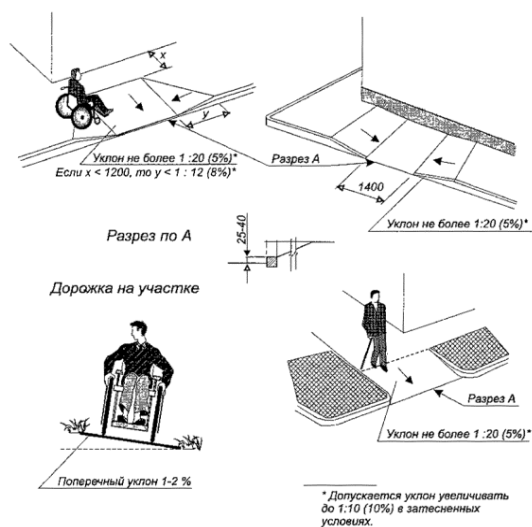 x
y
Уклон не более 1 :20 (5%)*
Если x < 1200, то y < 1 : 12 (8%)*
Разрез А
1400
Уклон не более 1:20 (5%)*
Разрез по А
25-40
Дорожка на участке
Поперечный уклон 1-2 %
Разрез А
Уклон не более 1 :20 (5%)*
* Допускается уклон увеличивать
до 1:10 (10%) в затесненных
условиях.